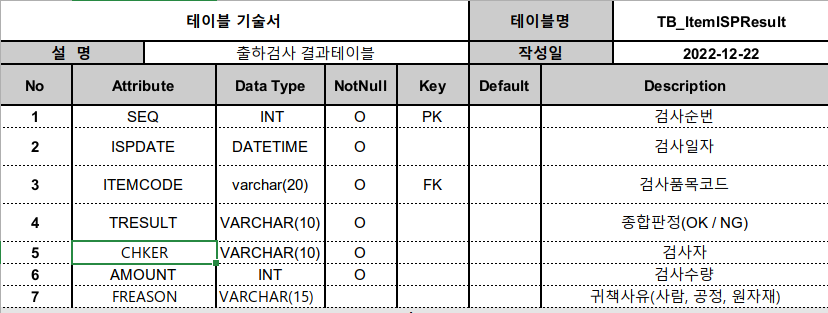 테이블 기술서 테이블명 TB_ItemISPResult
설 명 출하검사 결과테이블 작성일 2022-12-22
No Attribute Data Type NotNull Key Default Description
1 SEQ INT O PK 검사순번
2 ISPDATE DATETIME O 검사일자
3 ITEMCODE varchar(20) O FK 검사품목코드
4 TRESULT VARCHAR(10) O 종합판정(OK / NG)
5 CHKER VARCHAR(10) O 검사자
6 AMOUNT INT O 검사수량
7 FREASON VARCHAR(15) 귀책사유(사람, 공정, 원자재)